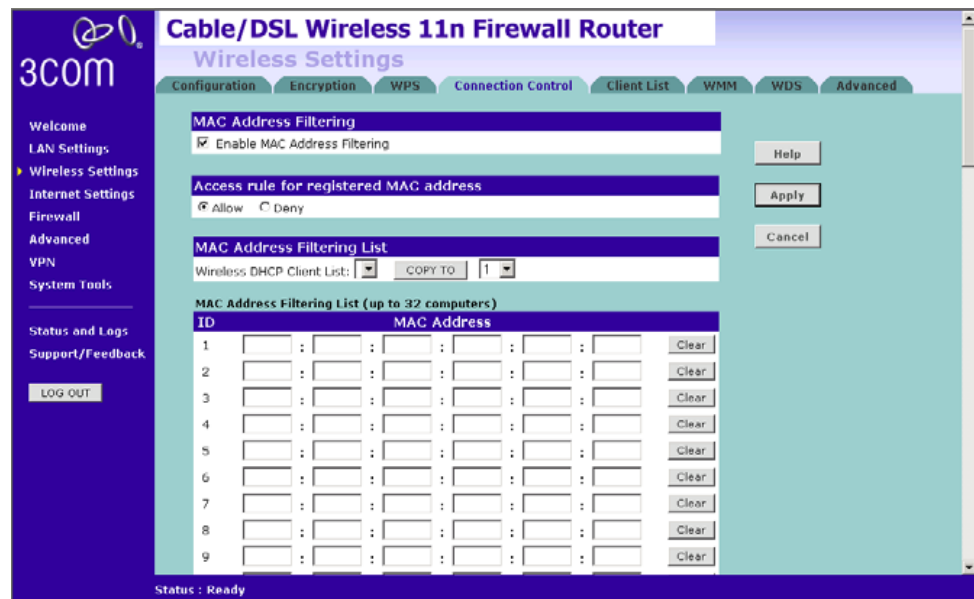 3COM
Cable/DSL Wireless 11n Firewall Router
Wireless Settings
Configuration Encryption WPS Connection Control Client List WMM WDS Advanced
Welcome
LAN Settings
Wireless Settings
Internet Settings
Firewall
Advanced
VPN
System Tools
Status and Logs
Support/Feedback
LOG OUT
MAC Address Filtering
Enable MAC Address Filtering
Access rule for registered MAC address
Allow Deny
MAC Address Filtering List
Wireless DHCP Client List: COPY TO 1
MAC Address Filtering List (up to 32 computers)
ID MAC Address
1 : : : : : Clear
2 : : : : : Clear
3 : : : : : Clear
4 : : : : : Clear
5 : : : : : Clear
6 : : : : : Clear
7 : : : : : Clear
8 : : : : : Clear
9 : : : : : Clear
Help
Apply
Cancel
Status : Ready